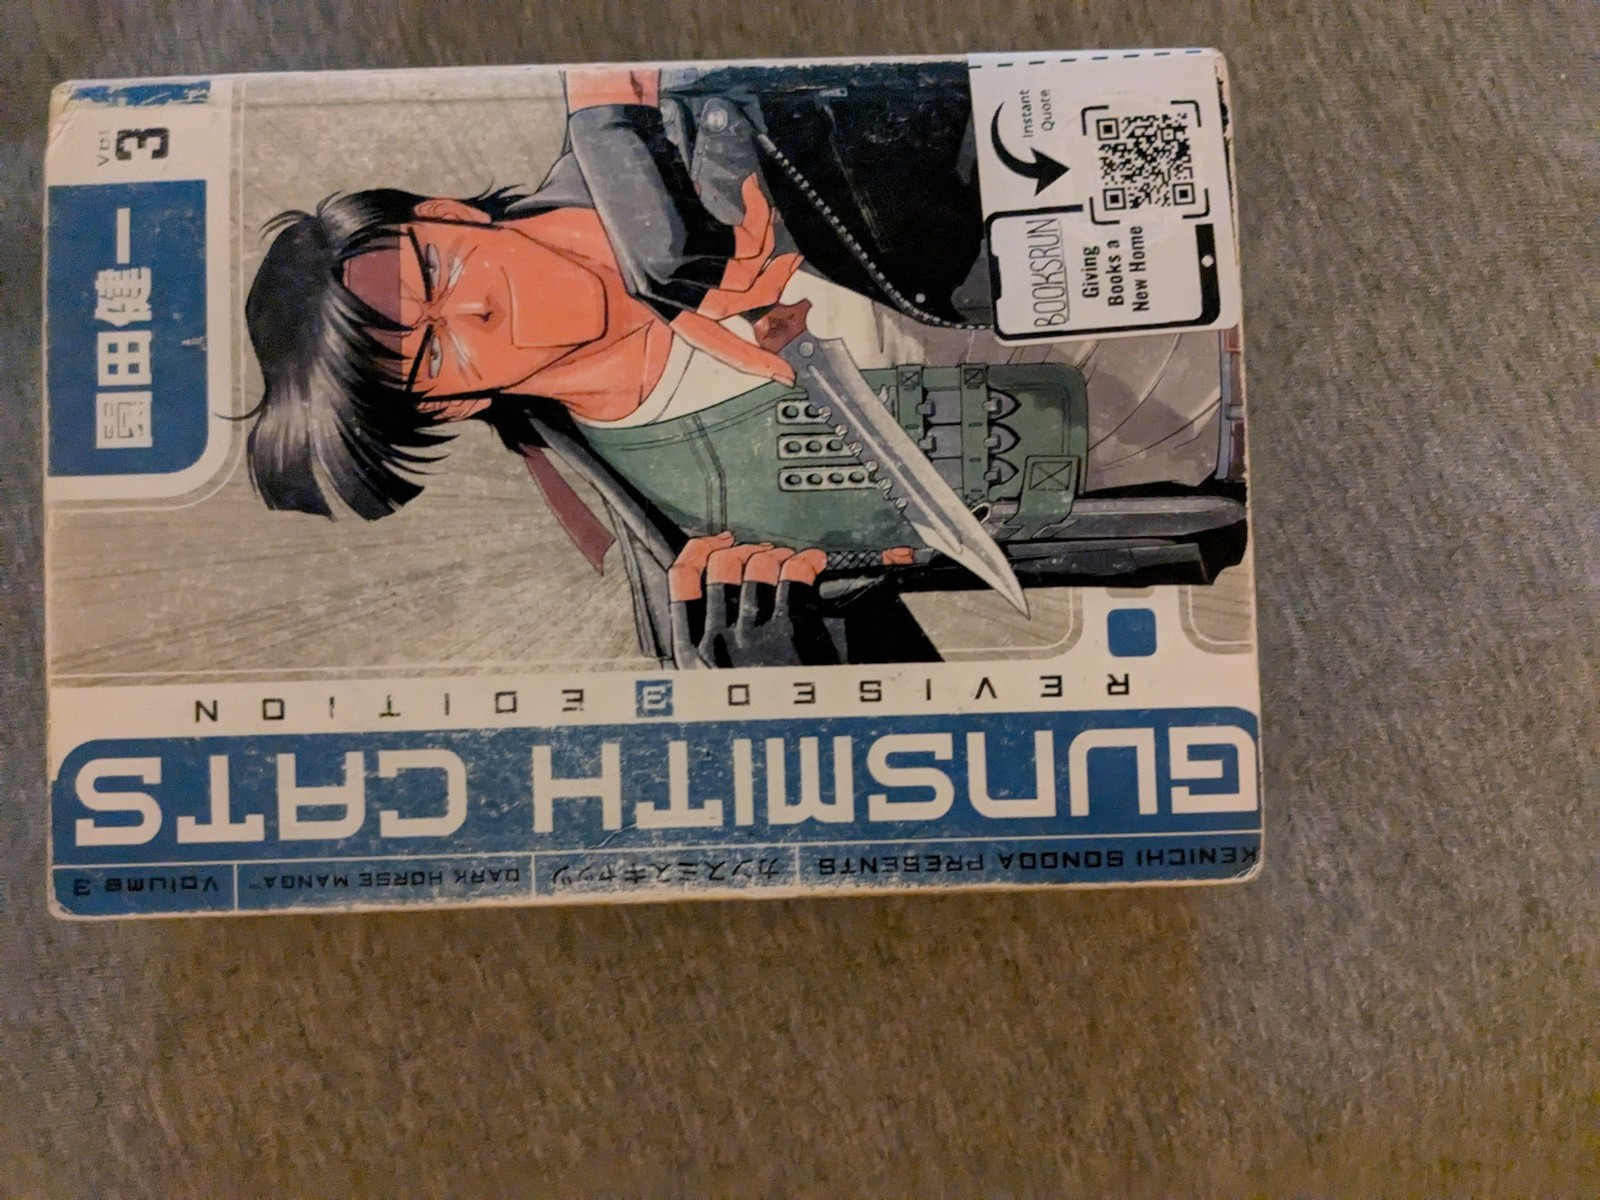 Vol
3
園田健一
Instant
Quote
BOOKSRUN
Giving
Books a
New Home
REVISED EDITION
GUNSMITH CATS
KENICHI SONODA PRESENTS
ガンスミスキャッツ
DARK HORSE MANGA™
Volume 3